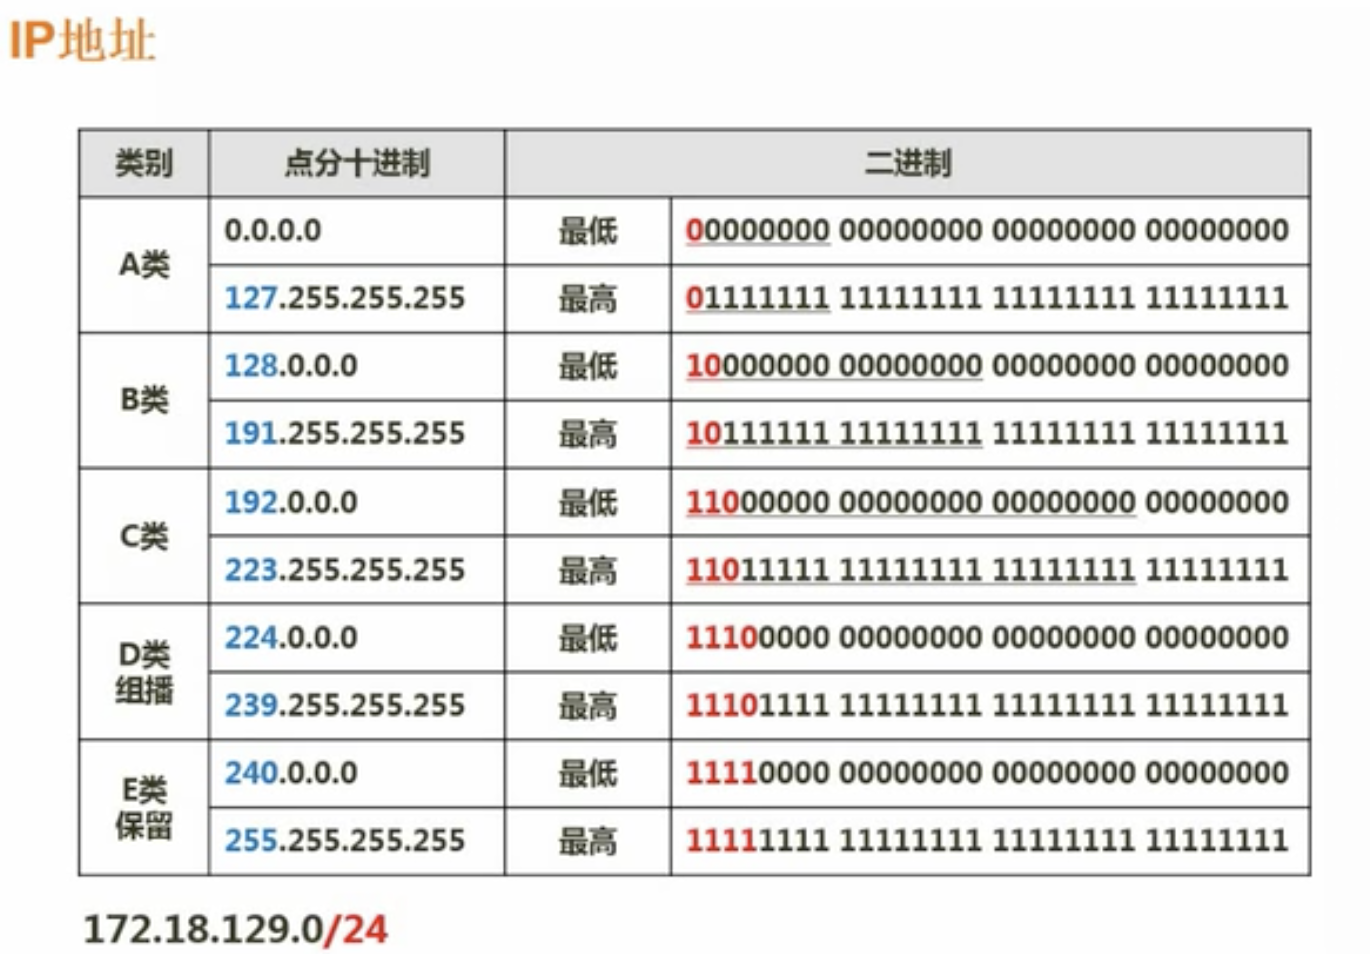 IP地址
类别 点分十进制 二进制
A类 0.0.0.0 最低 00000000 00000000 00000000 00000000
127.255.255.255 最高 01111111 11111111 11111111 11111111
B类 128.0.0.0 最低 10000000 00000000 00000000 00000000
191.255.255.255 最高 10111111 11111111 11111111 11111111
C类 192.0.0.0 最低 11000000 00000000 00000000 00000000
223.255.255.255 最高 11011111 11111111 11111111 11111111
D类
组播 224.0.0.0 最低 11100000 00000000 00000000 00000000
239.255.255.255 最高 11101111 11111111 11111111 11111111
E类
保留 240.0.0.0 最低 11110000 00000000 00000000 00000000
255.255.255.255 最高 11111111 11111111 11111111 11111111
172.18.129.0/24